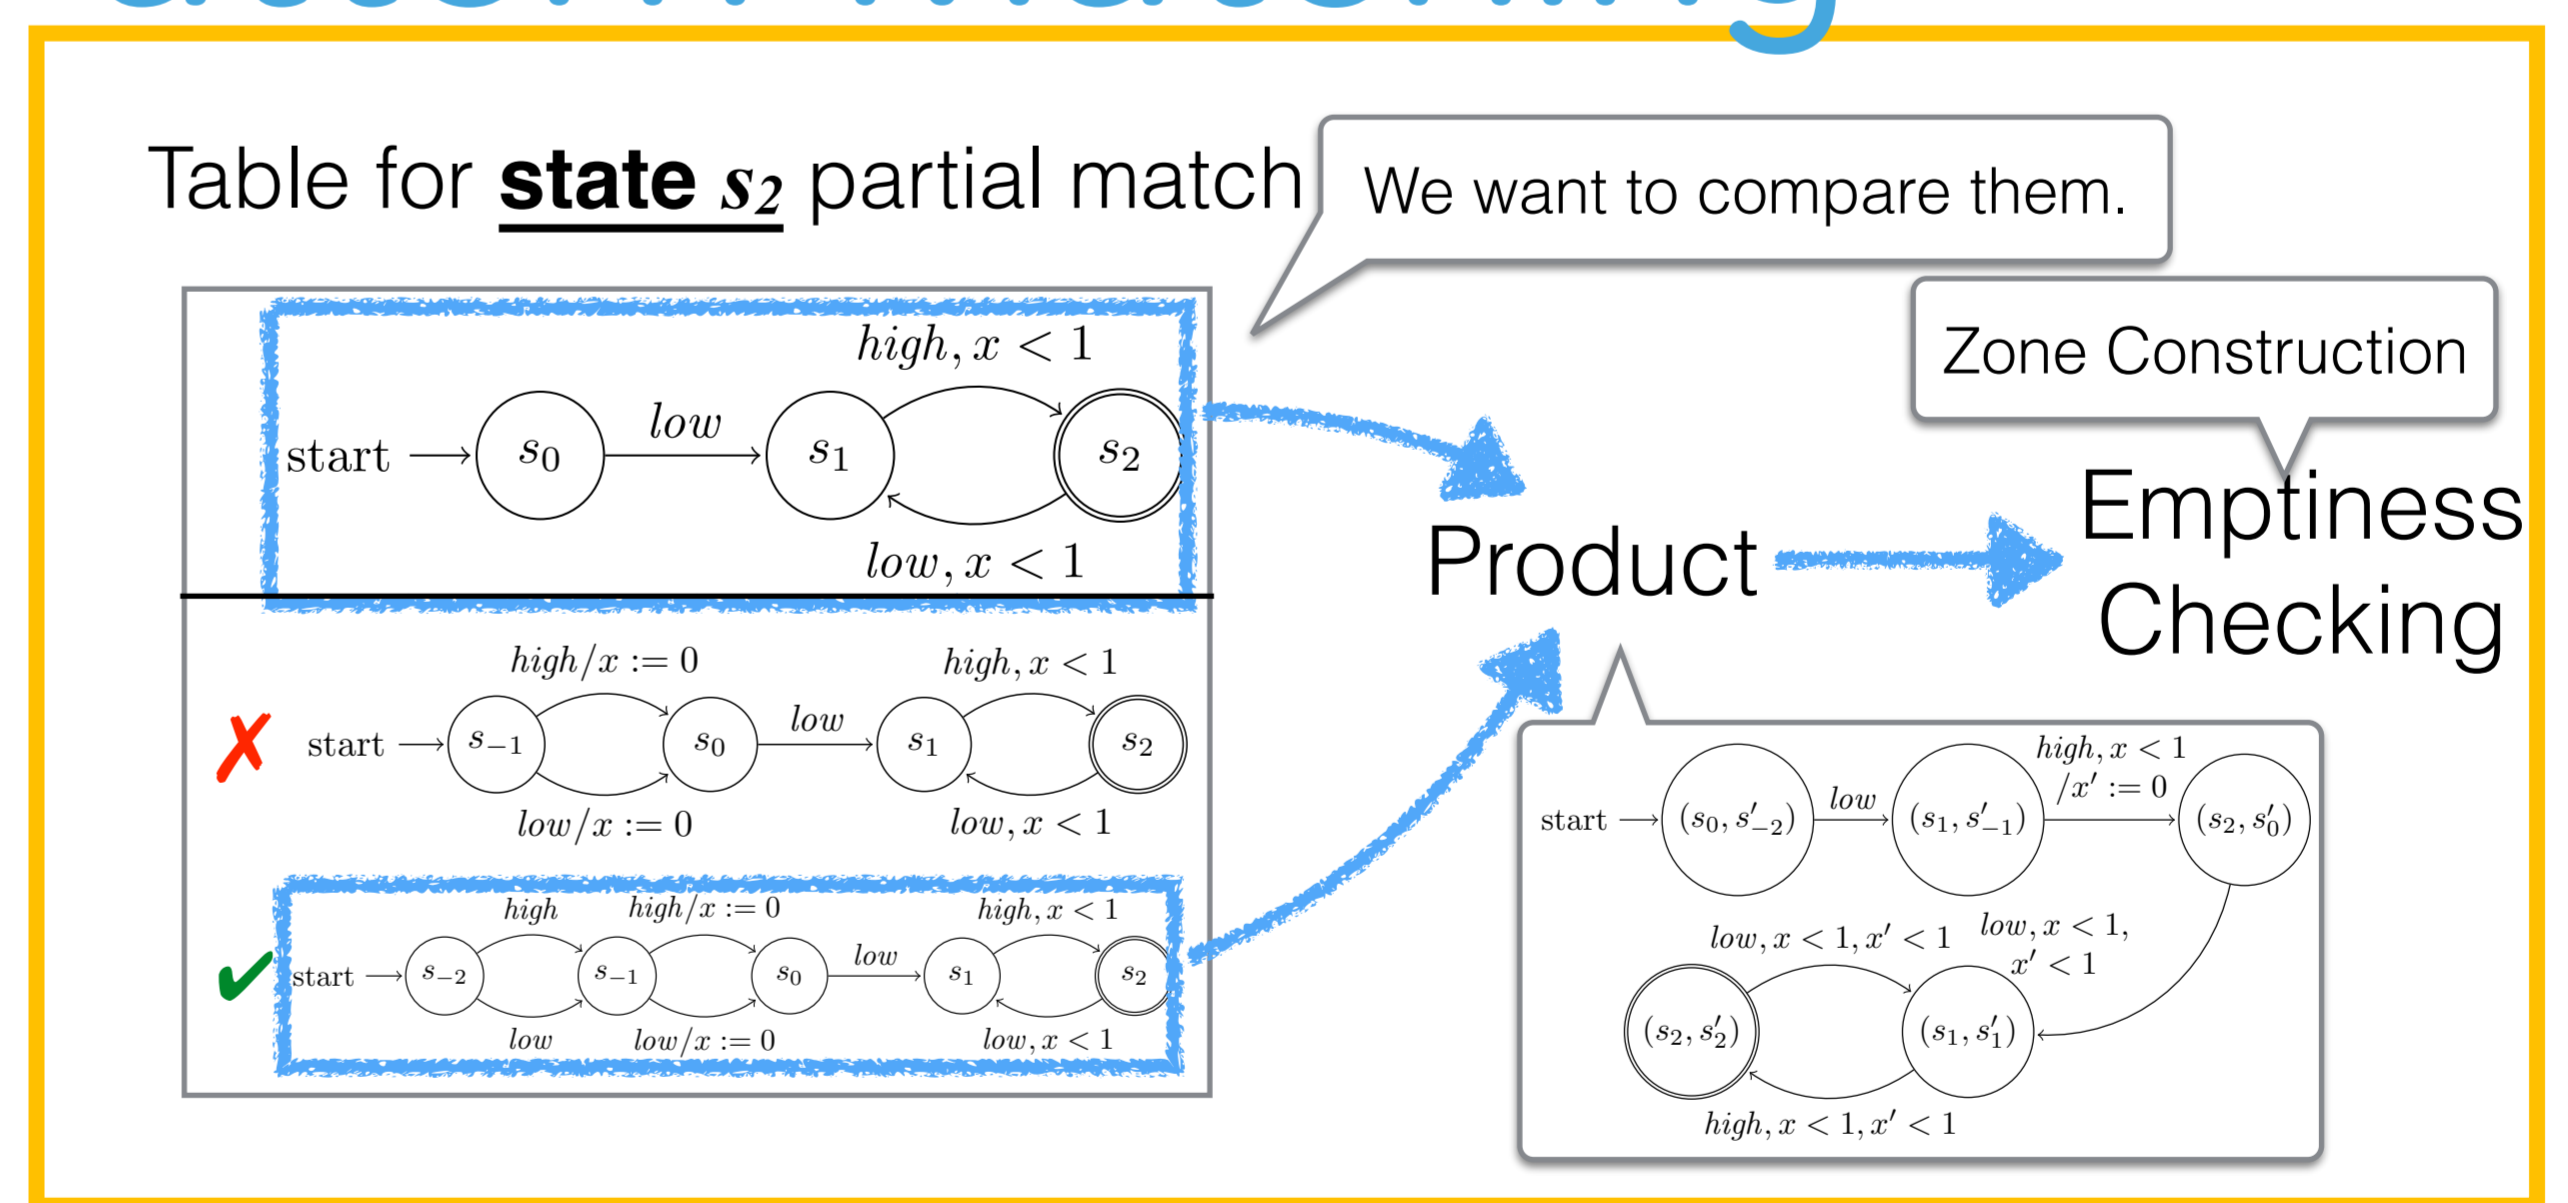 Table for state s₂ partial match
We want to compare them.
Zone Construction
high, x < 1
start
s₀
low
s₁
s₂
low, x < 1
Product
Emptiness
Checking
high/x := 0
high, x < 1
✗
start
s₋₁
s₀
low
s₁
s₂
low/x := 0
low, x < 1
✓
high
high/x := 0
high, x < 1
start
s₋₂
s₋₁
s₀
low
s₁
s₂
low
low/x := 0
low, x < 1
high, x < 1
/x′ := 0
start
(s₀, s′₋₂)
low
(s₁, s′₋₁)
(s₂, s′₀)
low, x < 1, x′ < 1
low, x < 1,
x′ < 1
(s₂, s′₂)
(s₁, s′₁)
high, x < 1, x′ < 1